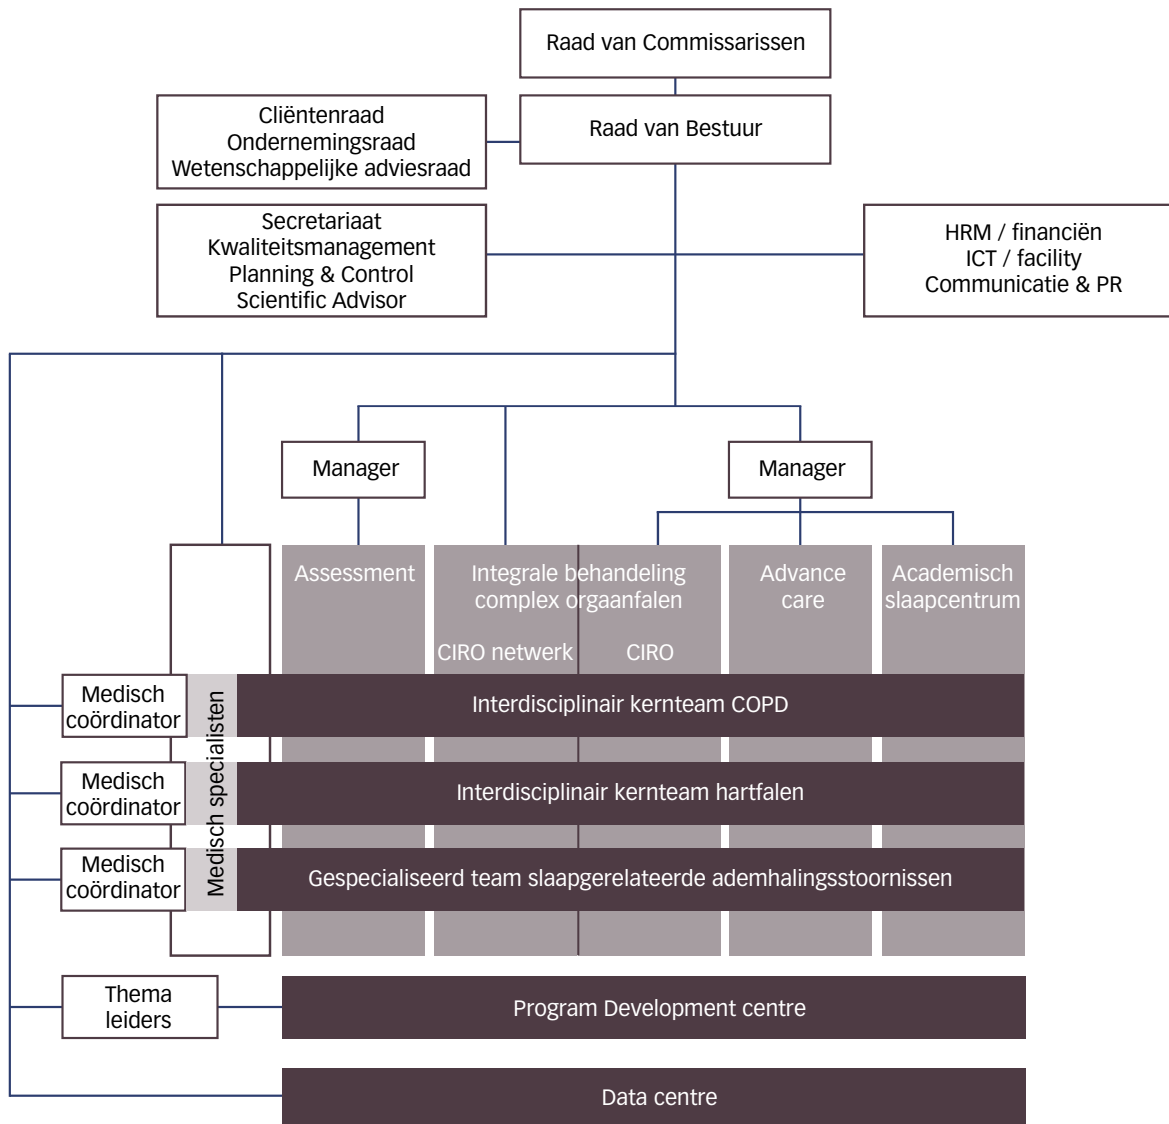 Raad van Commissarissen
Cliëntenraad
Ondernemingsraad
Wetenschappelijke adviesraad
Raad van Bestuur
Secretariaat
Kwaliteitsmanagement
Planning & Control
Scientific Advisor
HRM / financiën
ICT / facility
Communicatie & PR
Manager
Manager
Assessment
Integrale behandeling
complex orgaanfalen
CIRO netwerk
CIRO
Advance
care
Academisch
slaapcentrum
Medisch specialisten
Medisch
coördinator
Interdisciplinair kernteam COPD
Medisch
coördinator
Interdisciplinair kernteam hartfalen
Medisch
coördinator
Gespecialiseerd team slaapgerelateerde ademhalingsstoornissen
Thema
leiders
Program Development centre
Data centre